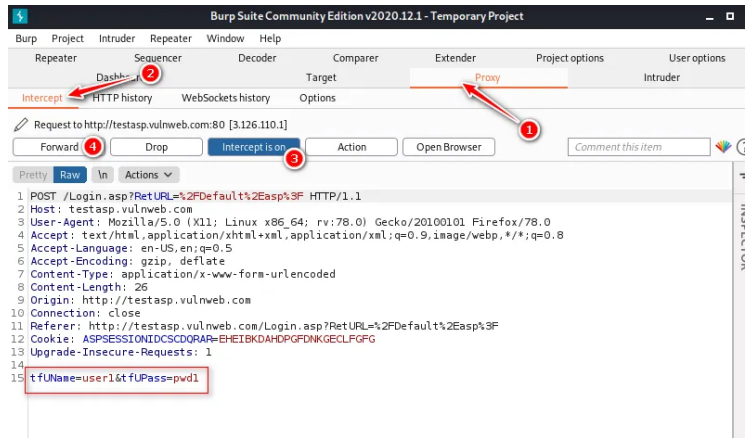 Burp Suite Community Edition v2020.12.1 - Temporary Project
Burp Project Intruder Repeater Window Help
Repeater Sequencer Decoder Comparer Extender Project options User options
Target Proxy Intruder
Intercept HTTP history WebSockets history Options
2
1
Request to http://testasp.vulnweb.com:80 [3.126.110.1]
Forward 4 Drop Intercept is on 3 Action Open Browser Comment this item ?
Pretty Raw \n Actions
INSPECTOR
1 POST /Login.asp?RetURL=%2FDefault%2Easp%3F HTTP/1.1
2 Host: testasp.vulnweb.com
3 User-Agent: Mozilla/5.0 (X11; Linux x86_64; rv:78.0) Gecko/20100101 Firefox/78.0
4 Accept: text/html,application/xhtml+xml,application/xml;q=0.9,image/webp,*/*;q=0.8
5 Accept-Language: en-US,en;q=0.5
6 Accept-Encoding: gzip, deflate
7 Content-Type: application/x-www-form-urlencoded
8 Content-Length: 26
9 Origin: http://testasp.vulnweb.com
10 Connection: close
11 Referer: http://testasp.vulnweb.com/Login.asp?RetURL=%2FDefault%2Easp%3F
12 Cookie: ASPSESSIONIDCSCDQRAR=EHEIBKDAHDPGFDNKGECLFGFG
13 Upgrade-Insecure-Requests: 1
14
15 tfUName=user1&tfUPass=pwd1